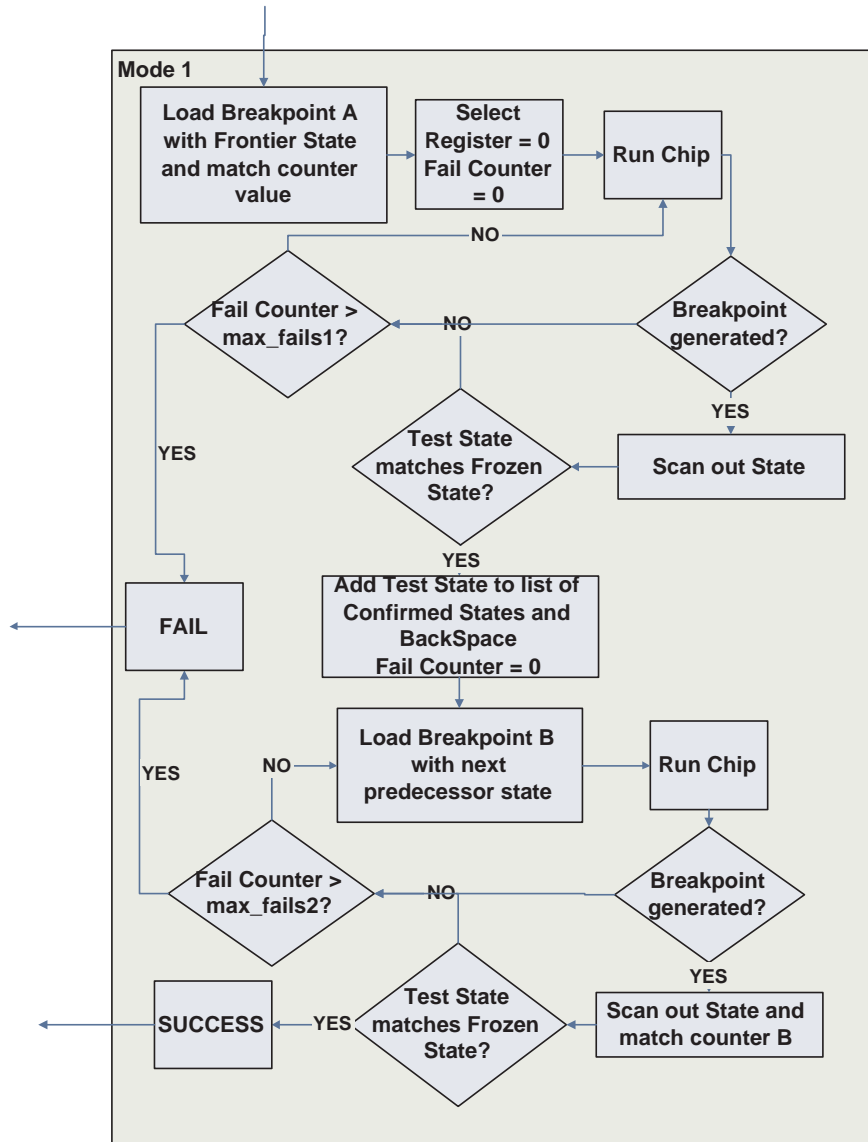 Mode 1
Load Breakpoint A
with Frontier State
and match counter
value
Select
Register = 0
Fail Counter
= 0
Run Chip
NO
Fail Counter >
max_fails1?
NO
Breakpoint
generated?
YES
YES
Test State
matches Frozen
State?
Scan out State
YES
Add Test State to list of
Confirmed States and
BackSpace
Fail Counter = 0
FAIL
Load Breakpoint B
with next
predecessor state
Run Chip
YES
NO
Fail Counter >
max_fails2?
NO
Breakpoint
generated?
YES
SUCCESS
YES
Test State
matches Frozen
State?
Scan out State and
match counter B